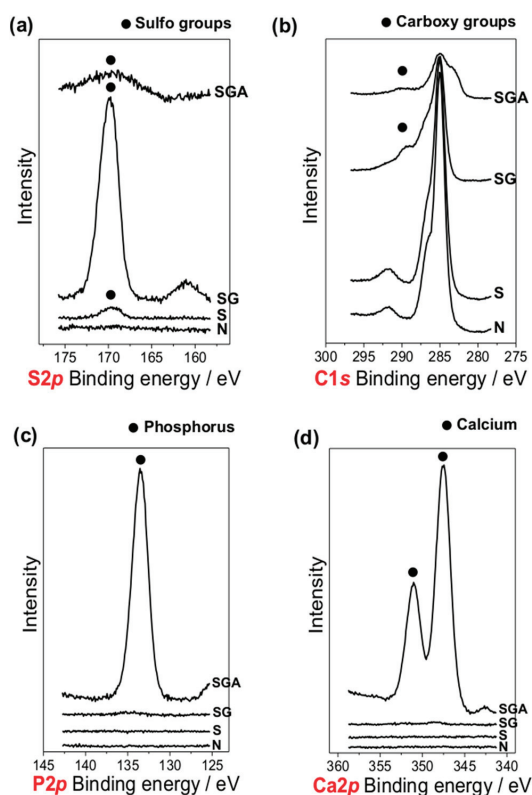 (a) ● Sulfo groups
SGA
SG
S
N
Intensity
175 170 165 160
S2p Binding energy / eV
(b) ● Carboxy groups
SGA
SG
S
N
Intensity
300 295 290 285 280 275
C1s Binding energy / eV
(c) ● Phosphorus
SGA
SG
S
N
Intensity
145 140 135 130 125
P2p Binding energy / eV
(d) ● Calcium
SGA
SG
S
N
Intensity
360 355 350 345 340
Ca2p Binding energy / eV